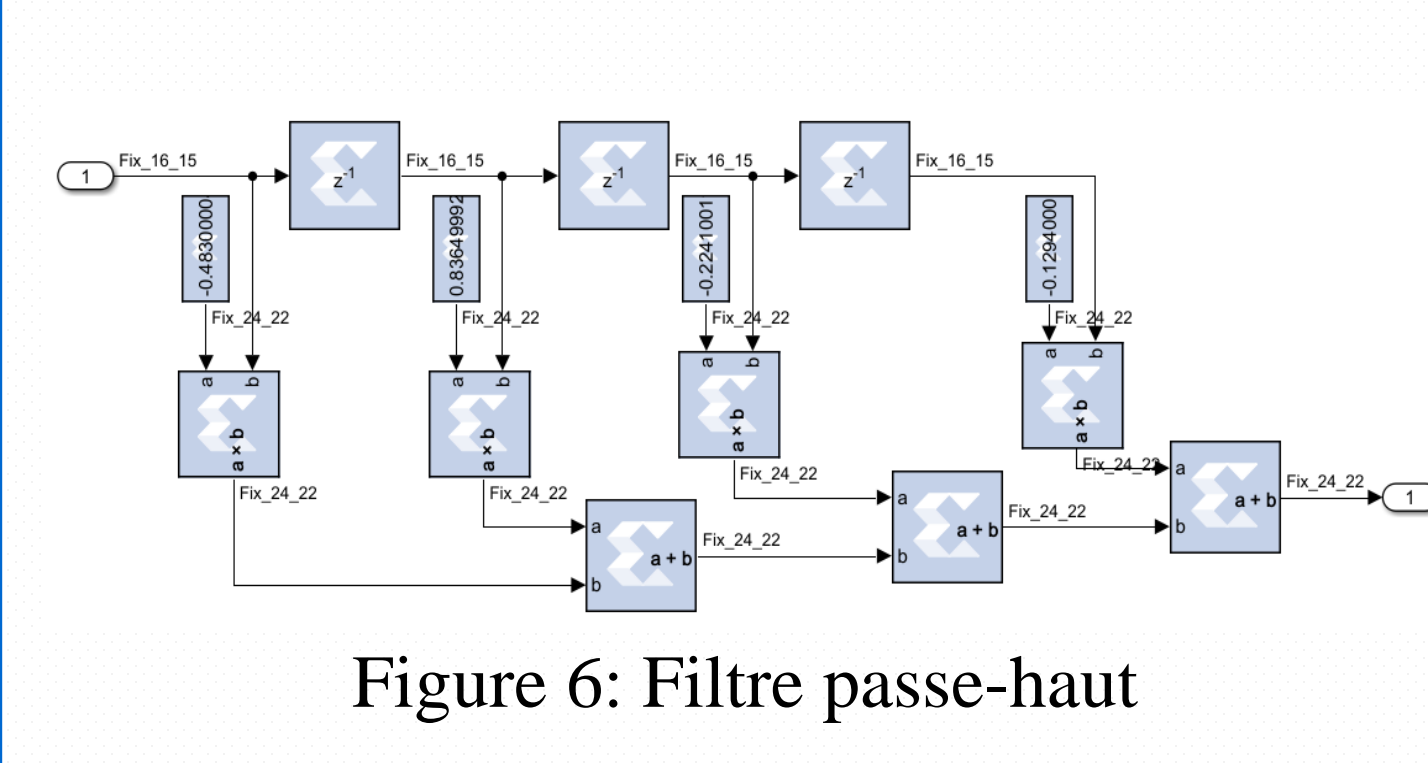 1
Fix_16_15
z-1
Fix_16_15
z-1
Fix_16_15
z-1
Fix_16_15
-0.4830000
0.83649992
-0.2241001
-0.1294000
Fix_24_22
Fix_24_22
Fix_24_22
Fix_24_22
a b
a b
a b
a b
a × b
a × b
a × b
a × b
Fix_24_22
Fix_24_22
Fix_24_22
Fix_24_22
a
b
a + b
Fix_24_22
a
b
a + b
Fix_24_22
a
b
a + b
Fix_24_22
1
Figure 6: Filtre passe-haut